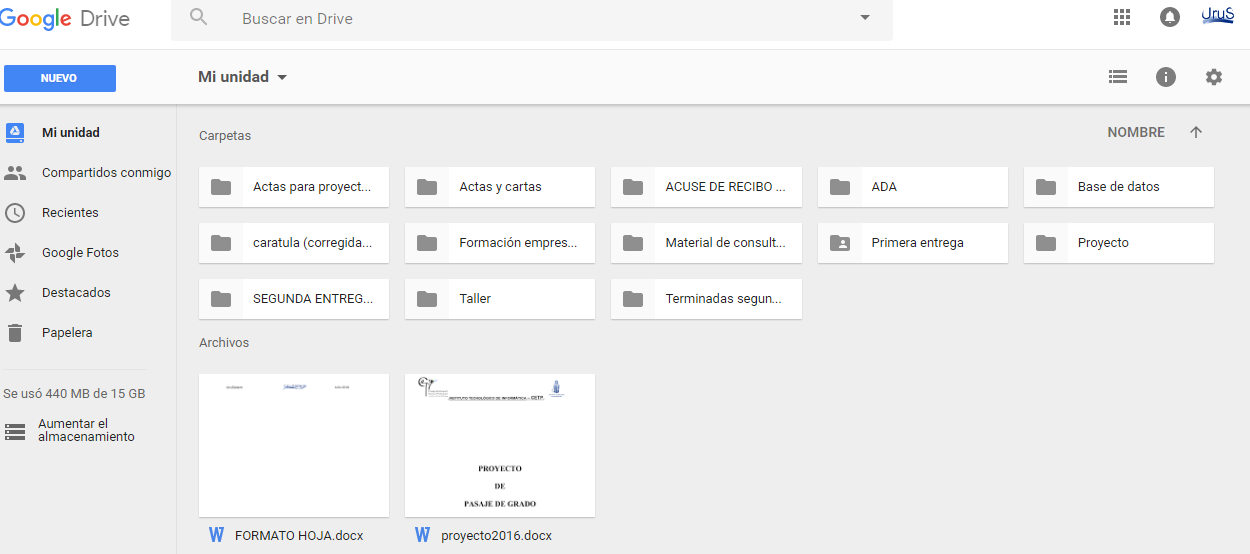 Google Drive
Buscar en Drive
UruS
NUEVO
Mi unidad
Mi unidad
Compartidos conmigo
Recientes
Google Fotos
Destacados
Papelera
Se usó 440 MB de 15 GB
Aumentar el
almacenamiento
Carpetas
NOMBRE
Actas para proyect...
Actas y cartas
ACUSE DE RECIBO ...
ADA
Base de datos
caratula (corregida...
Formación empres...
Material de consult...
Primera entrega
Proyecto
SEGUNDA ENTREG...
Taller
Terminadas segun...
Archivos
INSTITUTO TECNOLÓGICO DE INFORMÁTICA – CETP.
PROYECTO
DE
PASAJE DE GRADO
FORMATO HOJA.docx
proyecto2016.docx